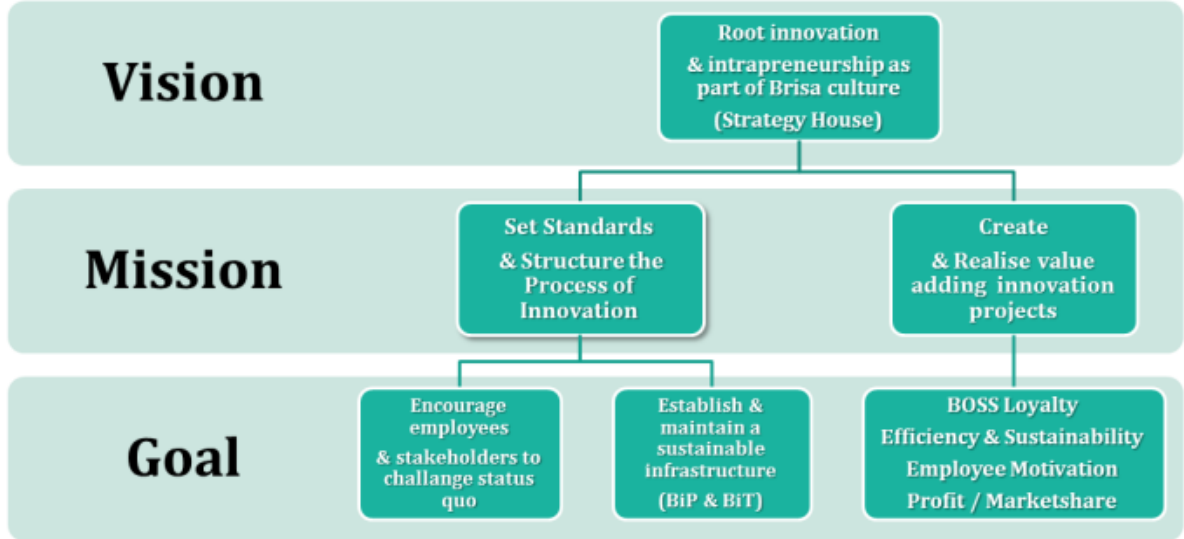 Vision
Root innovation
& intrapreneurship as
part of Brisa culture
(Strategy House)
Mission
Set Standards
& Structure the
Process of
Innovation
Create
& Realise value
adding innovation
projects
Goal
Encourage
employees
& stakeholders to
challange status
quo
Establish &
maintain a
sustainable
infrastructure
(BiP & BiT)
BOSS Loyalty
Efficiency & Sustainability
Employee Motivation
Profit / Marketshare